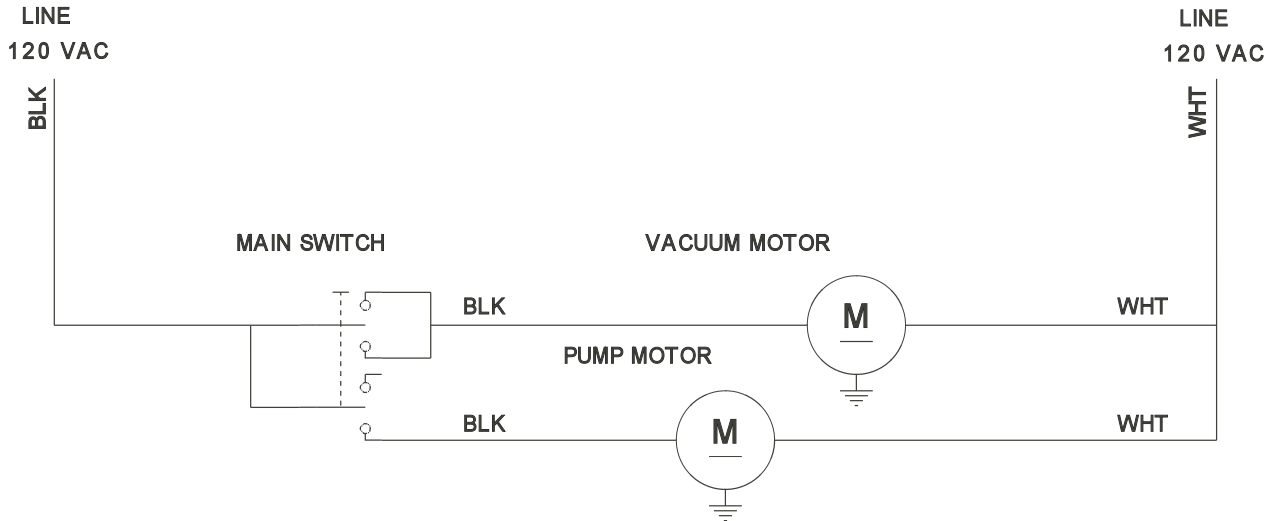 LINE
120 VAC
BLK
LINE
120 VAC
WHT
MAIN SWITCH
VACUUM MOTOR
BLK
M
WHT
PUMP MOTOR
BLK
M
WHT